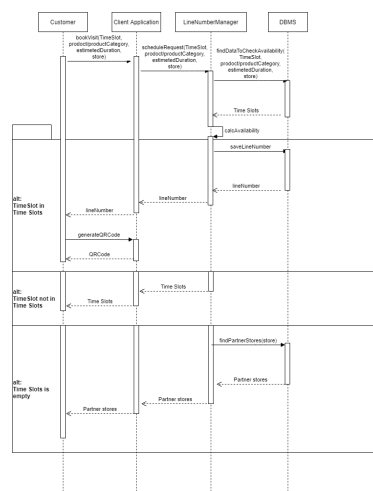 Customer
Client Application
LineNumberManager
DBMS
bookVisit(TimeSlot,
product/productCategory,
estimetedDuration,
store)
scheduleRequest(TimeSlot,
product/productCategory,
estimetedDuration,
store)
findDataToCheckAvailability(
TimeSlot,
product/productCategory,
estimetedDuration,
store)
Time Slots
calcAvailability
saveLineNumber
lineNumber
lineNumber
lineNumber
alt:
TimeSlot in
Time Slots
generateQRCode
QRCode
Time Slots
Time Slots
alt:
TimeSlot not in
Time Slots
findPartnerStores(store)
Partner stores
Partner stores
Partner stores
alt:
Time Slots is
empty